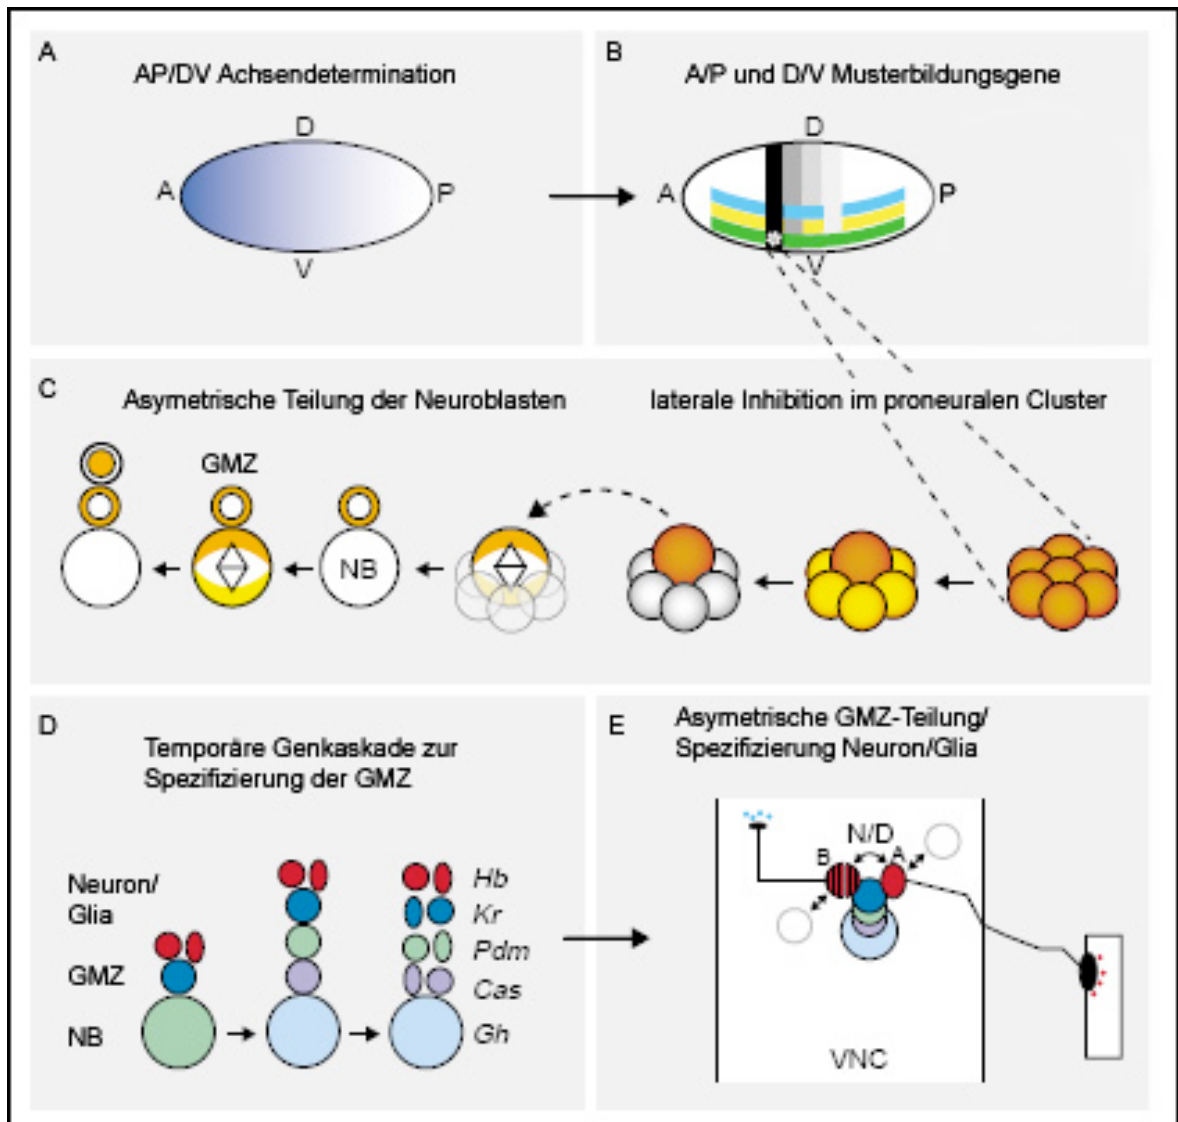 A
AP/DV Achsendetermination
D
A
P
V
B
A/P und D/V Musterbildungsgene
D
A
P
V
C
Asymetrische Teilung der Neuroblasten
laterale Inhibition im proneuralen Cluster
GMZ
NB
D
Temporäre Genkaskade zur
Spezifizierung der GMZ
Neuron/
Glia
GMZ
NB
Hb
Kr
Pdm
Cas
Gh
E
Asymetrische GMZ-Teilung/
Spezifizierung Neuron/Glia
N/D
B
A
VNC